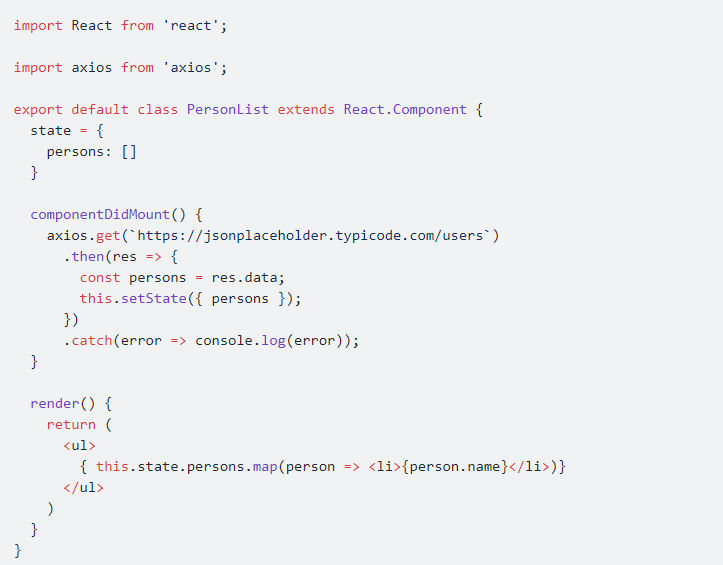 import React from 'react';
import axios from 'axios';
export default class PersonList extends React.Component {
  state = {
    persons: []
  }
  componentDidMount() {
    axios.get(`https://jsonplaceholder.typicode.com/users`)
      .then(res => {
        const persons = res.data;
        this.setState({ persons });
      })
      .catch(error => console.log(error));
  }
  render() {
    return (
      <ul>
        { this.state.persons.map(person => <li>{person.name}</li>)}
      </ul>
    )
  }
}